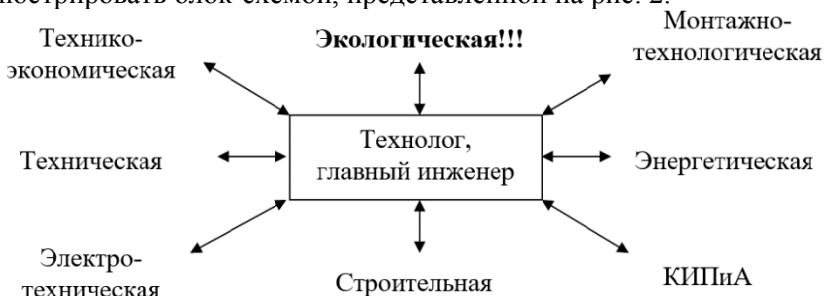 блок-схемой, представленной на рис. 2.
Технико-
экономическая
Экологическая!!!
Монтажно-
технологическая
Техническая
Технолог,
главный инженер
Энергетическая
Электро-
техническая
Строительная
КИПиА